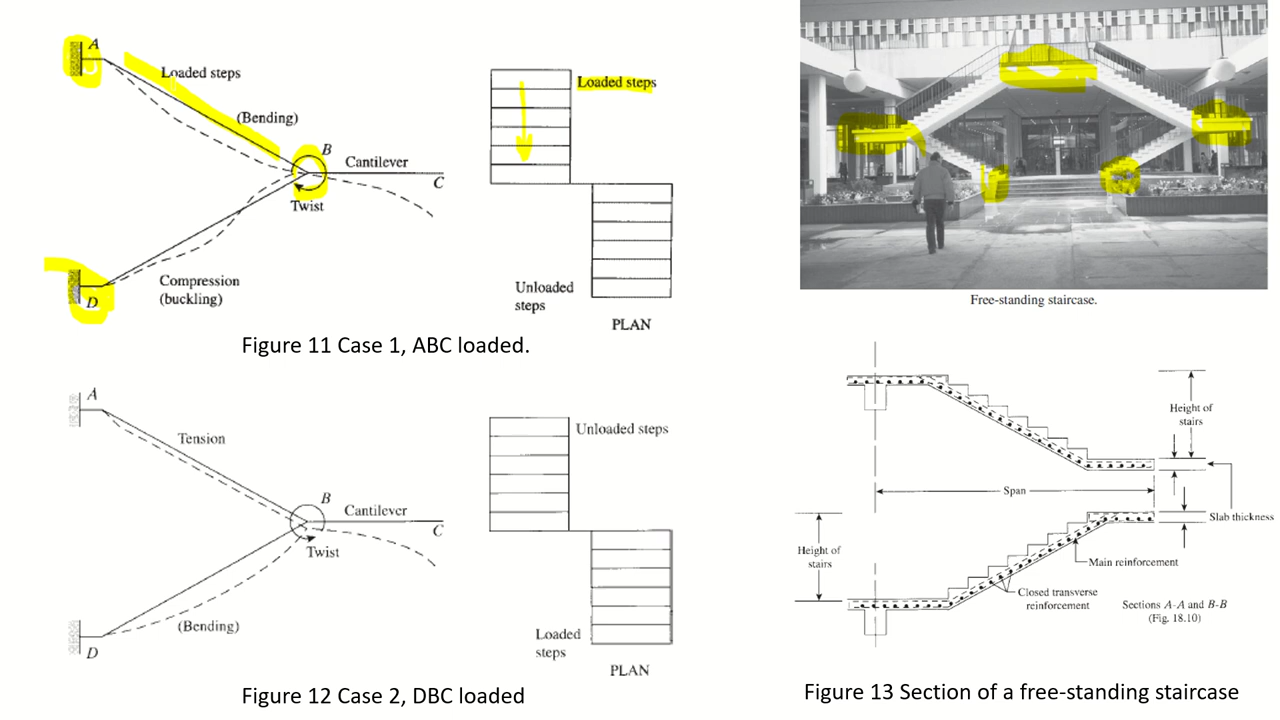 A
Loaded steps
(Bending)
B
Cantilever
C
Twist
D
Compression
(buckling)
Loaded steps
Unloaded
steps
PLAN
Figure 11 Case 1, ABC loaded.
A
Tension
B
Cantilever
C
Twist
(Bending)
D
Unloaded steps
Loaded
steps
PLAN
Figure 12 Case 2, DBC loaded
Free-standing staircase.
Height of
stairs
Span
Slab thickness
Height of
stairs
Main reinforcement
Closed transverse
reinforcement
Sections A-A and B-B
(Fig. 18.10)
Figure 13 Section of a free-standing staircase